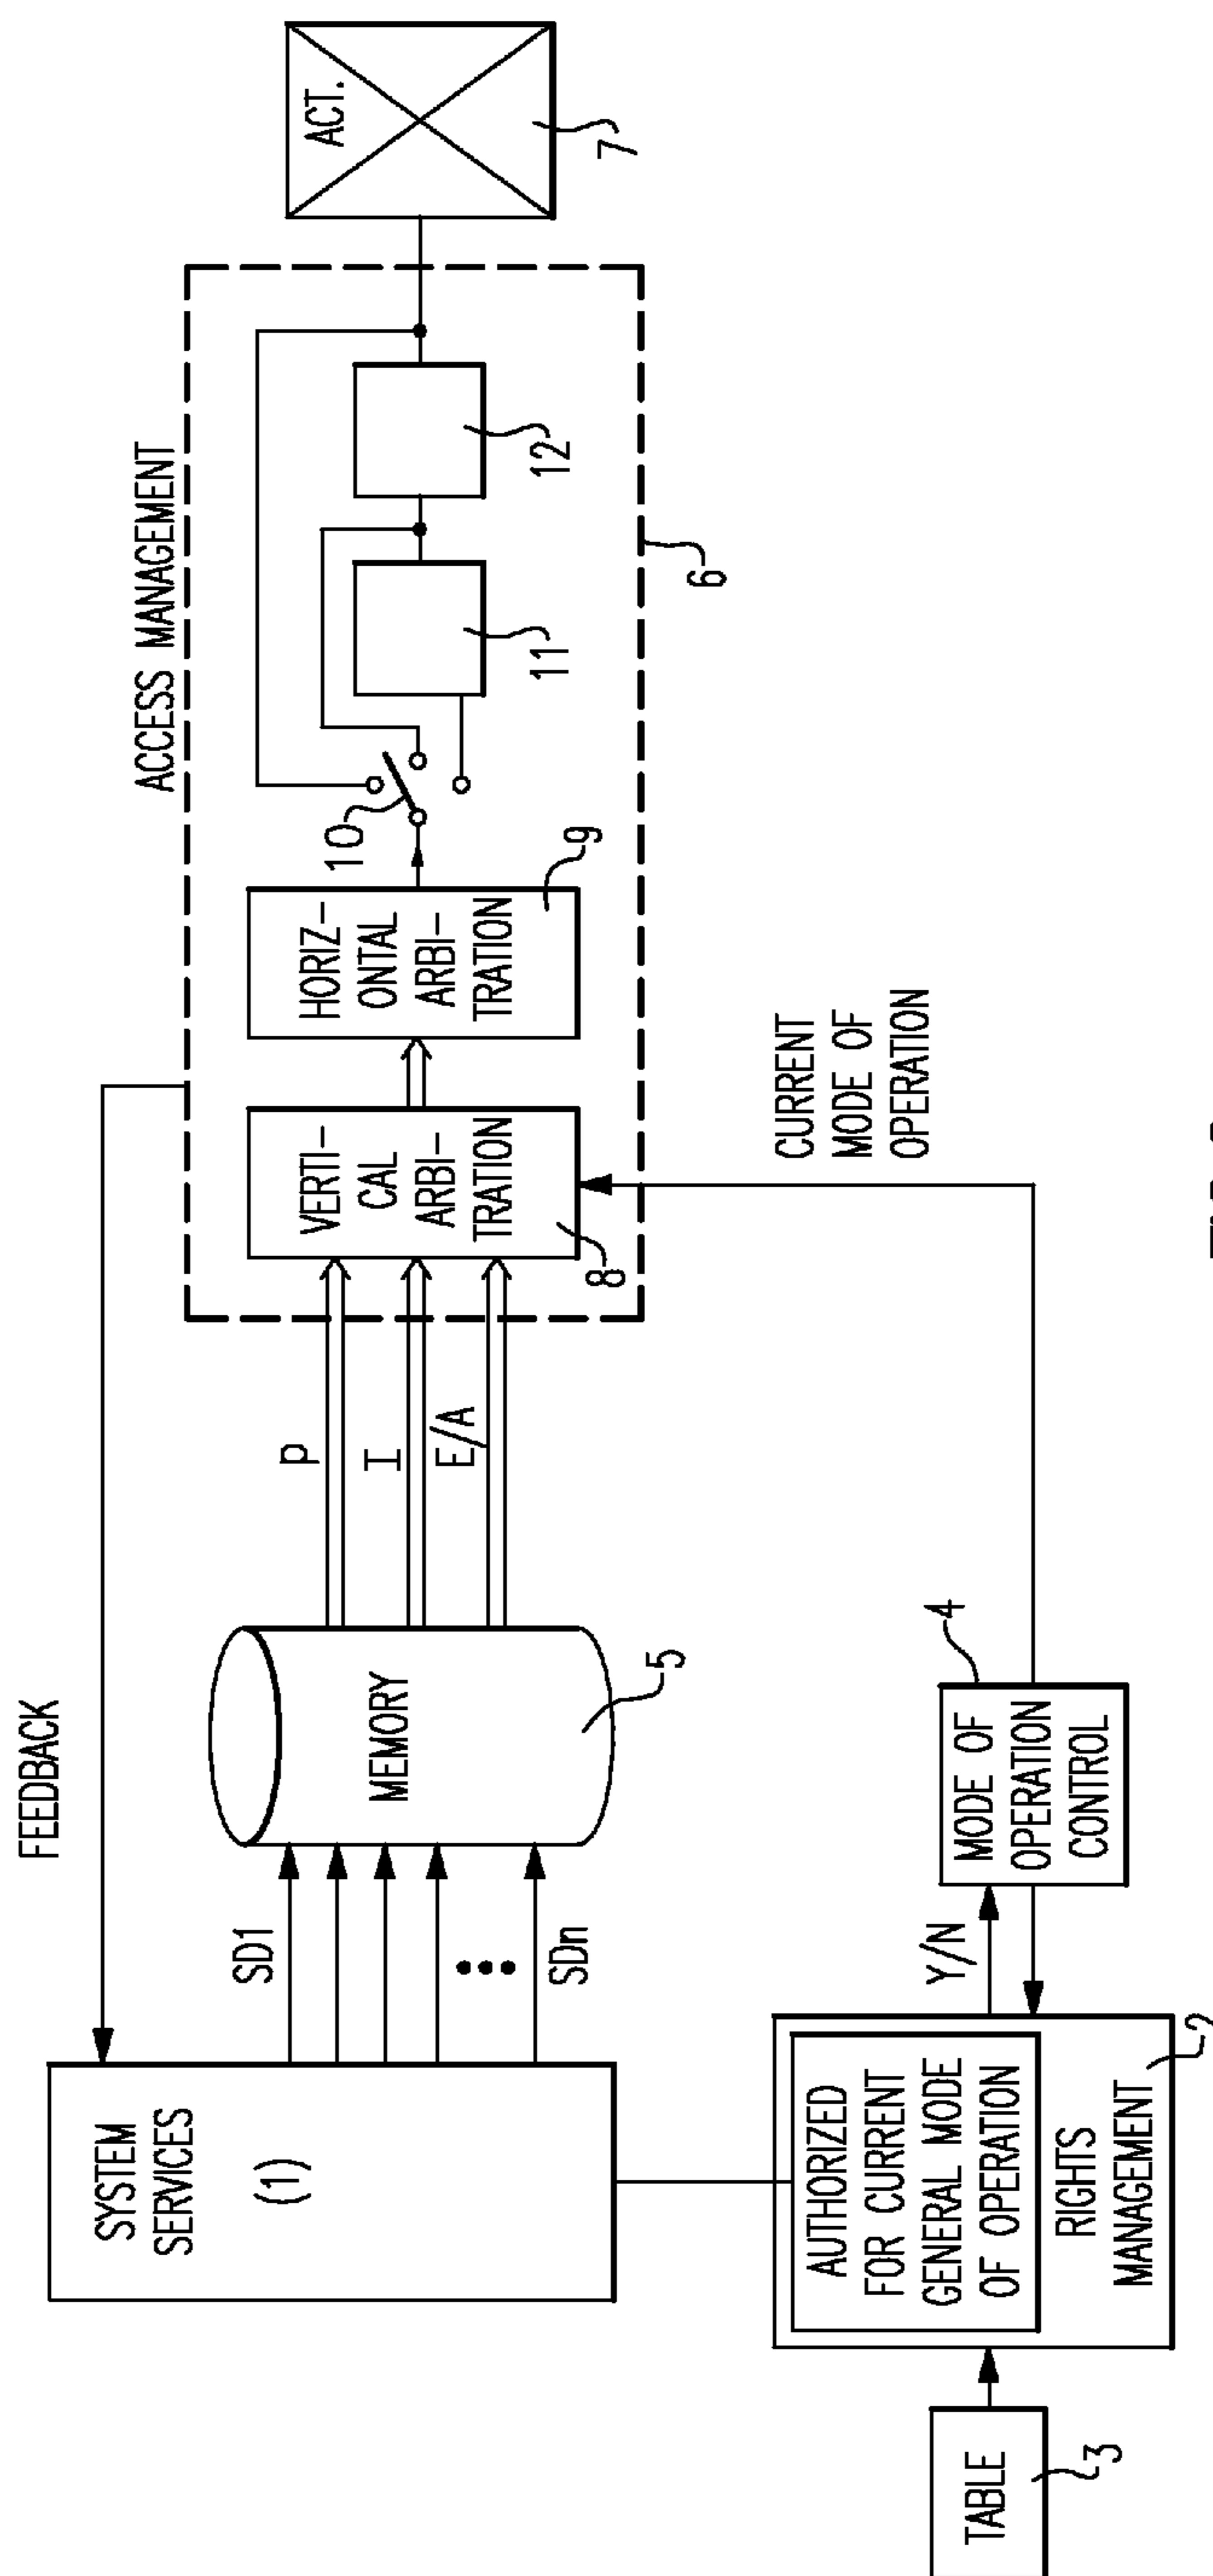 FEEDBACK
ACCESS MANAGEMENT
SYSTEM
SERVICES
(1)
SD1
SDn
MEMORY
5
P
I
E/A
VERTI-
CAL
ARBI-
TRATION
8
HORIZ-
ONTAL
ARBI-
TRATION
9
10
11
12
6
ACT.
7
TABLE
3
AUTHORIZED
FOR CURRENT
GENERAL MODE
OF OPERATION
RIGHTS
MANAGEMENT
2
Y/N
MODE OF
OPERATION
CONTROL
4
CURRENT
MODE OF
OPERATION